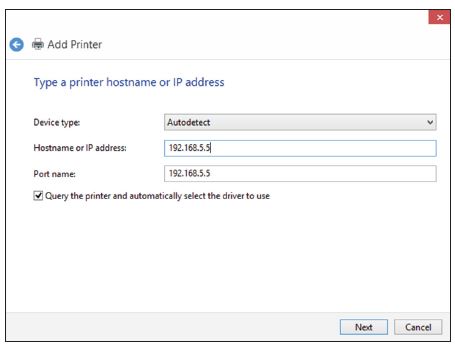 Add Printer
Type a printer hostname or IP address
Device type: Autodetect
Hostname or IP address: 192.168.5.5
Port name: 192.168.5.5
Query the printer and automatically select the driver to use
Next Cancel